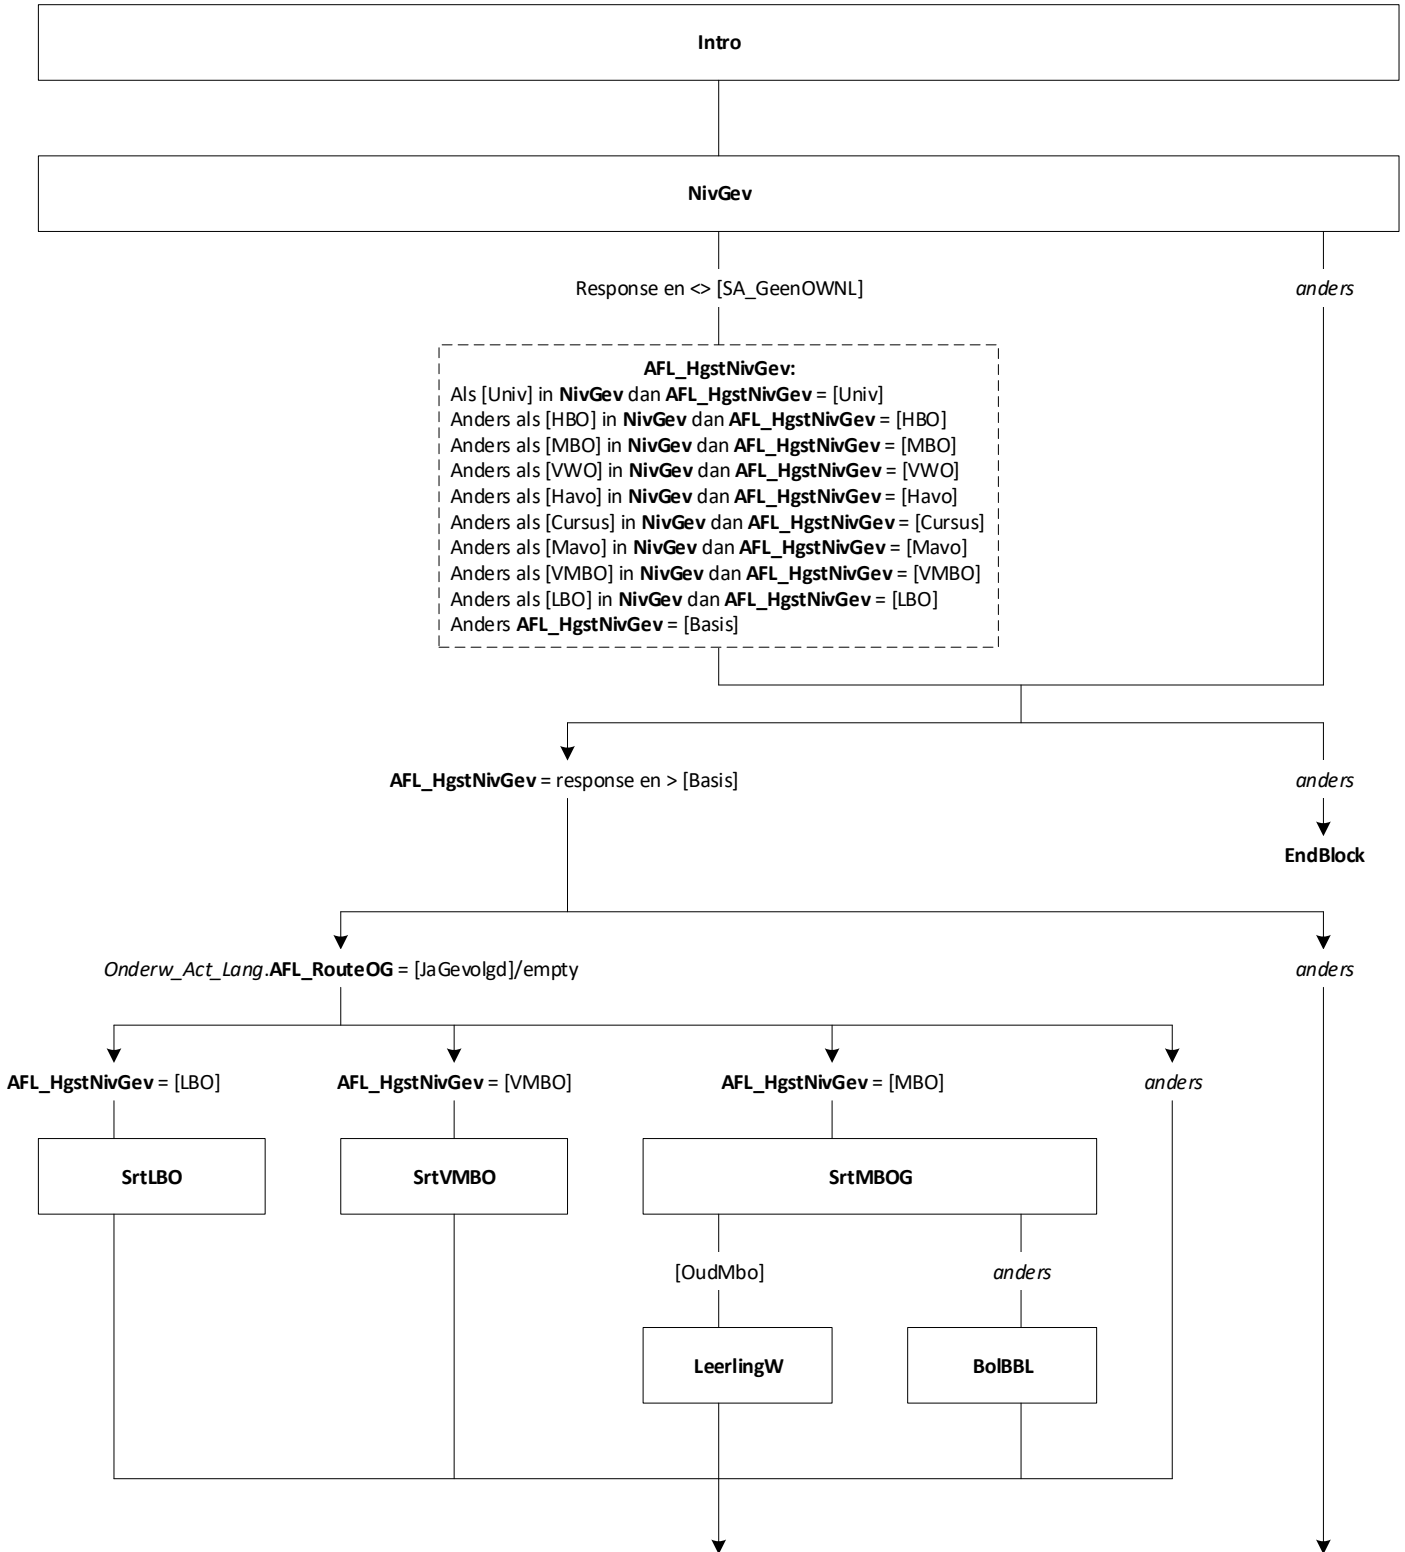 Intro
NivGev
Response en <> [SA_GeenOWNL]
anders
AFL_HgstNivGev:
Als [Univ] in NivGev dan AFL_HgstNivGev = [Univ]
Anders als [HBO] in NivGev dan AFL_HgstNivGev = [HBO]
Anders als [MBO] in NivGev dan AFL_HgstNivGev = [MBO]
Anders als [VWO] in NivGev dan AFL_HgstNivGev = [VWO]
Anders als [Havo] in NivGev dan AFL_HgstNivGev = [Havo]
Anders als [Cursus] in NivGev dan AFL_HgstNivGev = [Cursus]
Anders als [Mavo] in NivGev dan AFL_HgstNivGev = [Mavo]
Anders als [VMBO] in NivGev dan AFL_HgstNivGev = [VMBO]
Anders als [LBO] in NivGev dan AFL_HgstNivGev = [LBO]
Anders AFL_HgstNivGev = [Basis]
AFL_HgstNivGev = response en > [Basis]
anders
EndBlock
Onderw_Act_Lang.AFL_RouteOG = [JaGevolgd]/empty
anders
AFL_HgstNivGev = [LBO]
AFL_HgstNivGev = [VMBO]
AFL_HgstNivGev = [MBO]
anders
SrtLBO
SrtVMBO
SrtMBOG
[OudMbo]
anders
LeerlingW
BolBBL